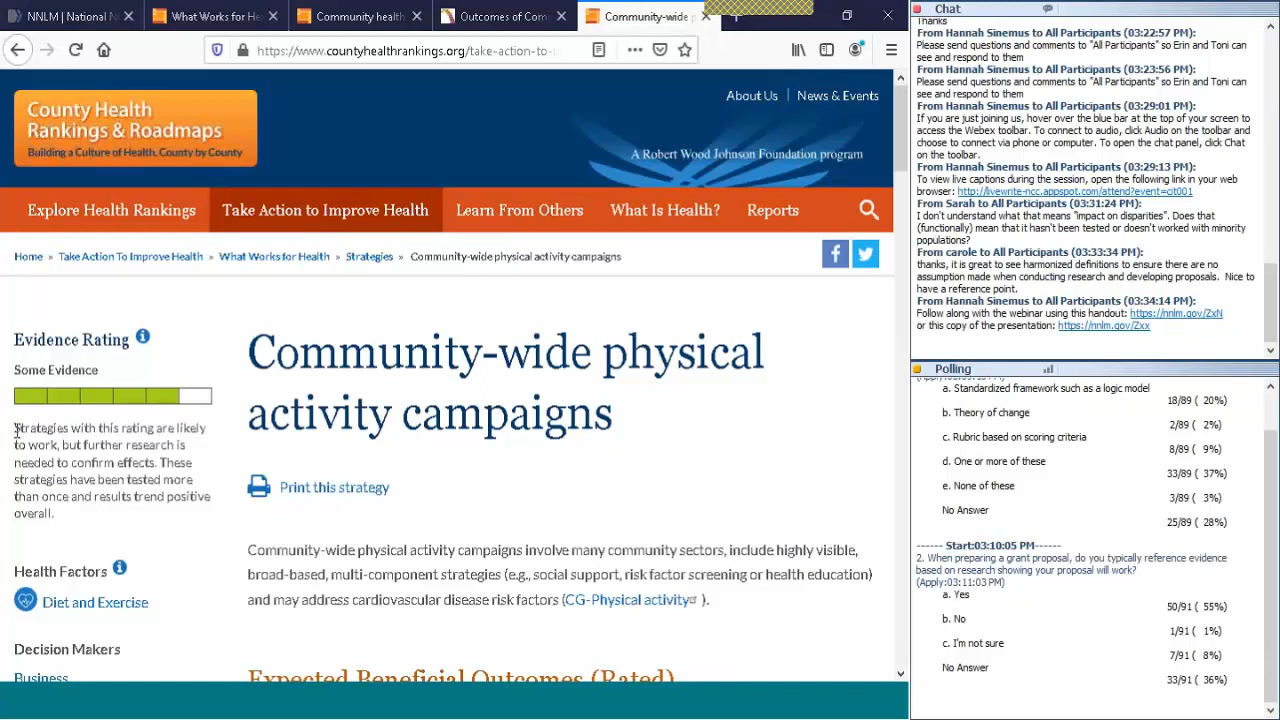 NNLM | National N
What Works for He
Community health
Outcomes of Com
Community-wide p
https://www.countyhealthrankings.org/take-action-to-i
County Health
Rankings & Roadmaps
Building a Culture of Health, County by County
About Us | News & Events
A Robert Wood Johnson Foundation program
Explore Health Rankings
Take Action to Improve Health
Learn From Others
What Is Health?
Reports
Home » Take Action To Improve Health » What Works for Health » Strategies » Community-wide physical activity campaigns
Evidence Rating
Some Evidence
Strategies with this rating are likely
to work, but further research is
needed to confirm effects. These
strategies have been tested more
than once and results trend positive
overall.
Health Factors
Diet and Exercise
Decision Makers
Business
Community-wide physical
activity campaigns
Print this strategy
Community-wide physical activity campaigns involve many community sectors, include highly visible,
broad-based, multi-component strategies (e.g., social support, risk factor screening or health education)
and may address cardiovascular disease risk factors (CG-Physical activity ).
Expected Beneficial Outcomes (Rated)
Chat
Thanks
From Hannah Sinemus to All Participants (03:22:57 PM):
Please send questions and comments to "All Participants" so Erin and Toni can
see and respond to them
From Hannah Sinemus to All Participants (03:23:56 PM):
Please send questions and comments to "All Participants" so Erin and Toni can
see and respond to them
From Hannah Sinemus to All Participants (03:29:01 PM):
If you are just joining us, hover over the blue bar at the top of your screen to
access the Webex toolbar. To connect to audio, click Audio on the toolbar and
choose to connect via phone or computer. To open the chat panel, click Chat
on the toolbar.
From Hannah Sinemus to All Participants (03:29:13 PM):
To view live captions during the session, open the following link in your web
browser: http://livewrite-ncc.appspot.com/attend?event=cit001
From Sarah to All Participants (03:31:24 PM):
I don't understand what that means "impact on disparities". Does that
(functionally) mean that it hasn't been tested or doesn't worked with minority
populations?
From carole to All Participants (03:33:34 PM):
thanks, it is great to see harmonized definitions to ensure there are no
assumption made when conducting research and developing proposals. Nice to
have a reference point.
From Hannah Sinemus to All Participants (03:34:14 PM):
Follow along with the webinar using this handout: https://nnlm.gov/ZxN
or this copy of the presentation: https://nnlm.gov/Zxx
Polling
a. Standardized framework such as a logic model
18/89 ( 20%)
b. Theory of change
2/89 ( 2%)
c. Rubric based on scoring criteria
8/89 ( 9%)
d. One or more of these
33/89 ( 37%)
e. None of these
3/89 ( 3%)
No Answer
25/89 ( 28%)
------ Start:03:10:05 PM------
2. When preparing a grant proposal, do you typically reference evidence
based on research showing your proposal will work?
(Apply:03:11:03 PM)
a. Yes
50/91 ( 55%)
b. No
1/91 ( 1%)
c. I'm not sure
7/91 ( 8%)
No Answer
33/91 ( 36%)